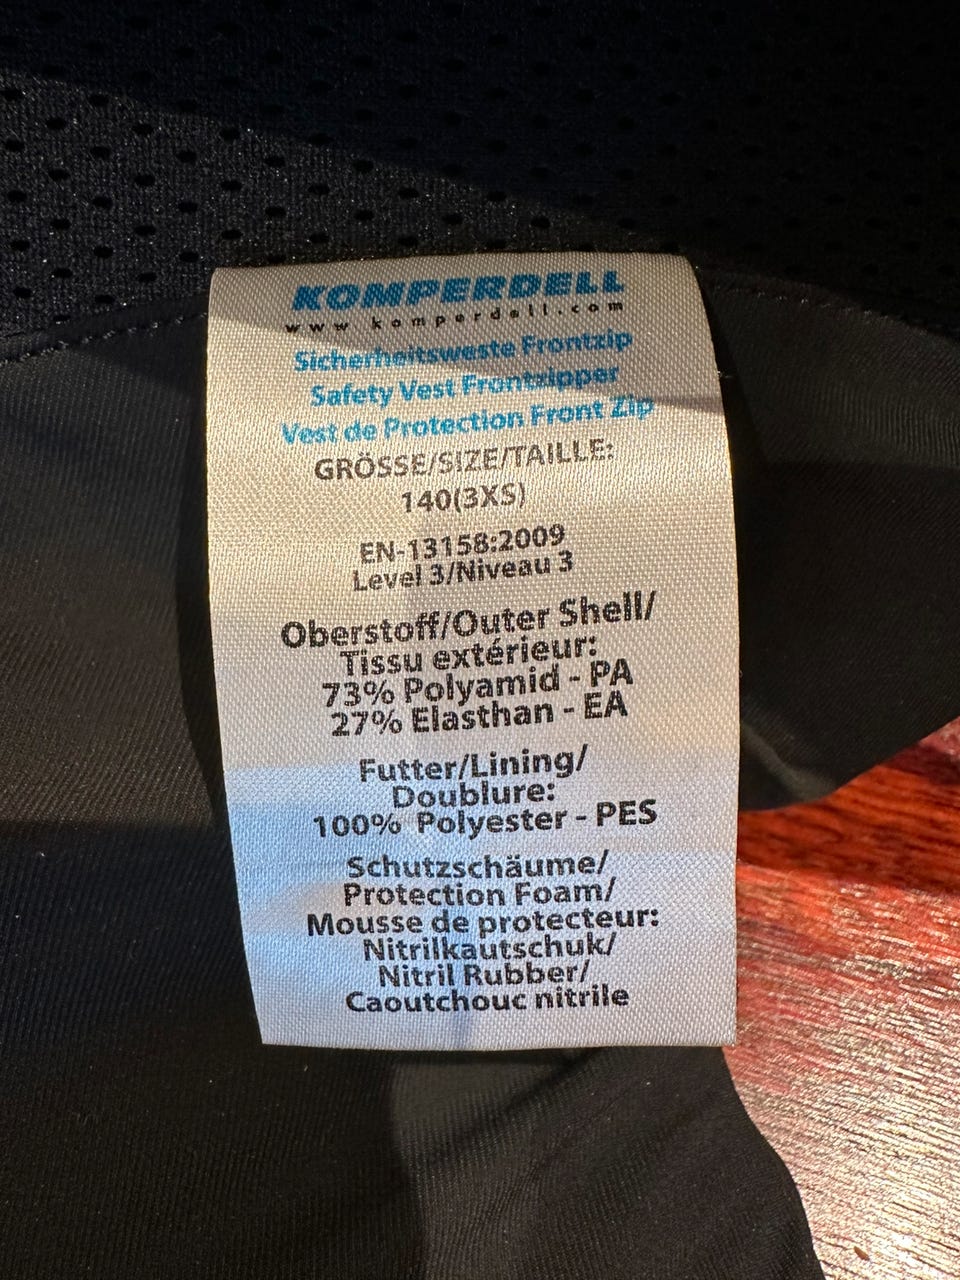 KOMPERDELL
www.komperdell.com
Sicherheitsweste Frontzip
Safety Vest Frontzipper
Vest de Protection Front Zip
GRÖSSE/SIZE/TAILLE:
140(3XS)
EN-13158:2009
Level 3/Niveau 3
Oberstoff/Outer Shell/
Tissu extérieur:
73% Polyamid - PA
27% Elasthan - EA
Futter/Lining/
Doublure:
100% Polyester - PES
Schutzschäume/
Protection Foam/
Mousse de protecteur:
Nitrilkautschuk/
Nitril Rubber/
Caoutchouc nitrile